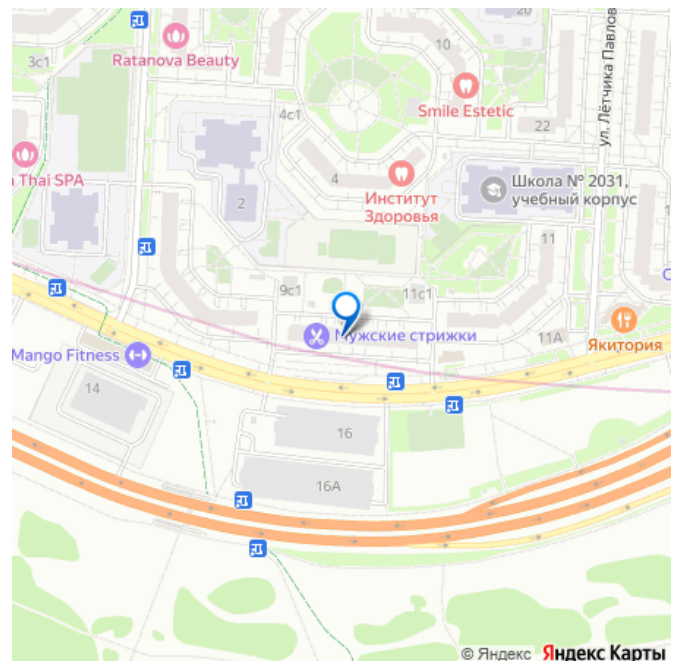 20
Ratanova Beauty
3с1
10
Smile Estetic
ул. Лётчика Павлов
4с1
22
Thai SPA
2
4
Институт
Здоровья
Школа № 2031,
учебный корпус
11
9с1
11с1
Мужские стрижки
11А
Якитория
Mango Fitness
14
16
16А
© Яндекс Яндекс Карты